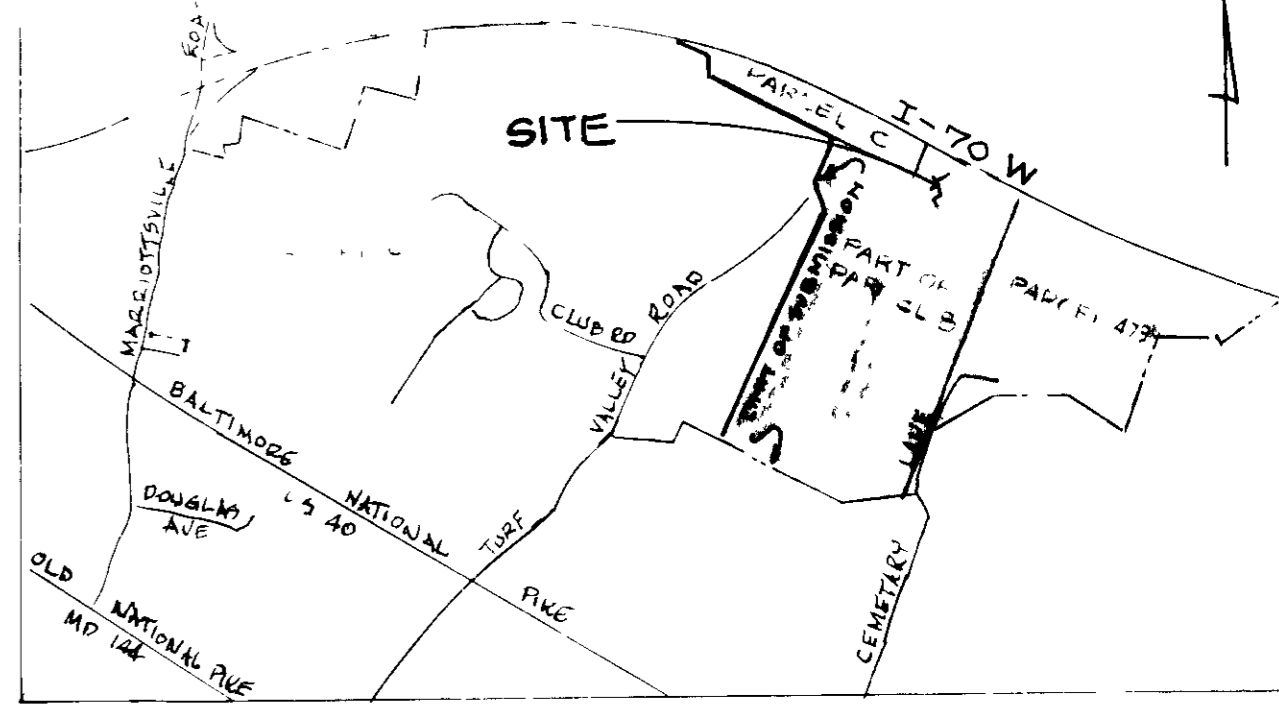 SITE
PARCEL C
I-70 W
MARRIOTTSVILLE
LIMIT OF SUBMISSION
PART OF
PARCEL B
PARCEL 479
CLUB RD
VALLEY ROAD
BALTIMORE NATIONAL PIKE
US 40
TURF
DOUGLAS
AVE
OLD NATIONAL PIKE
MD 144
CEMETARY LANE